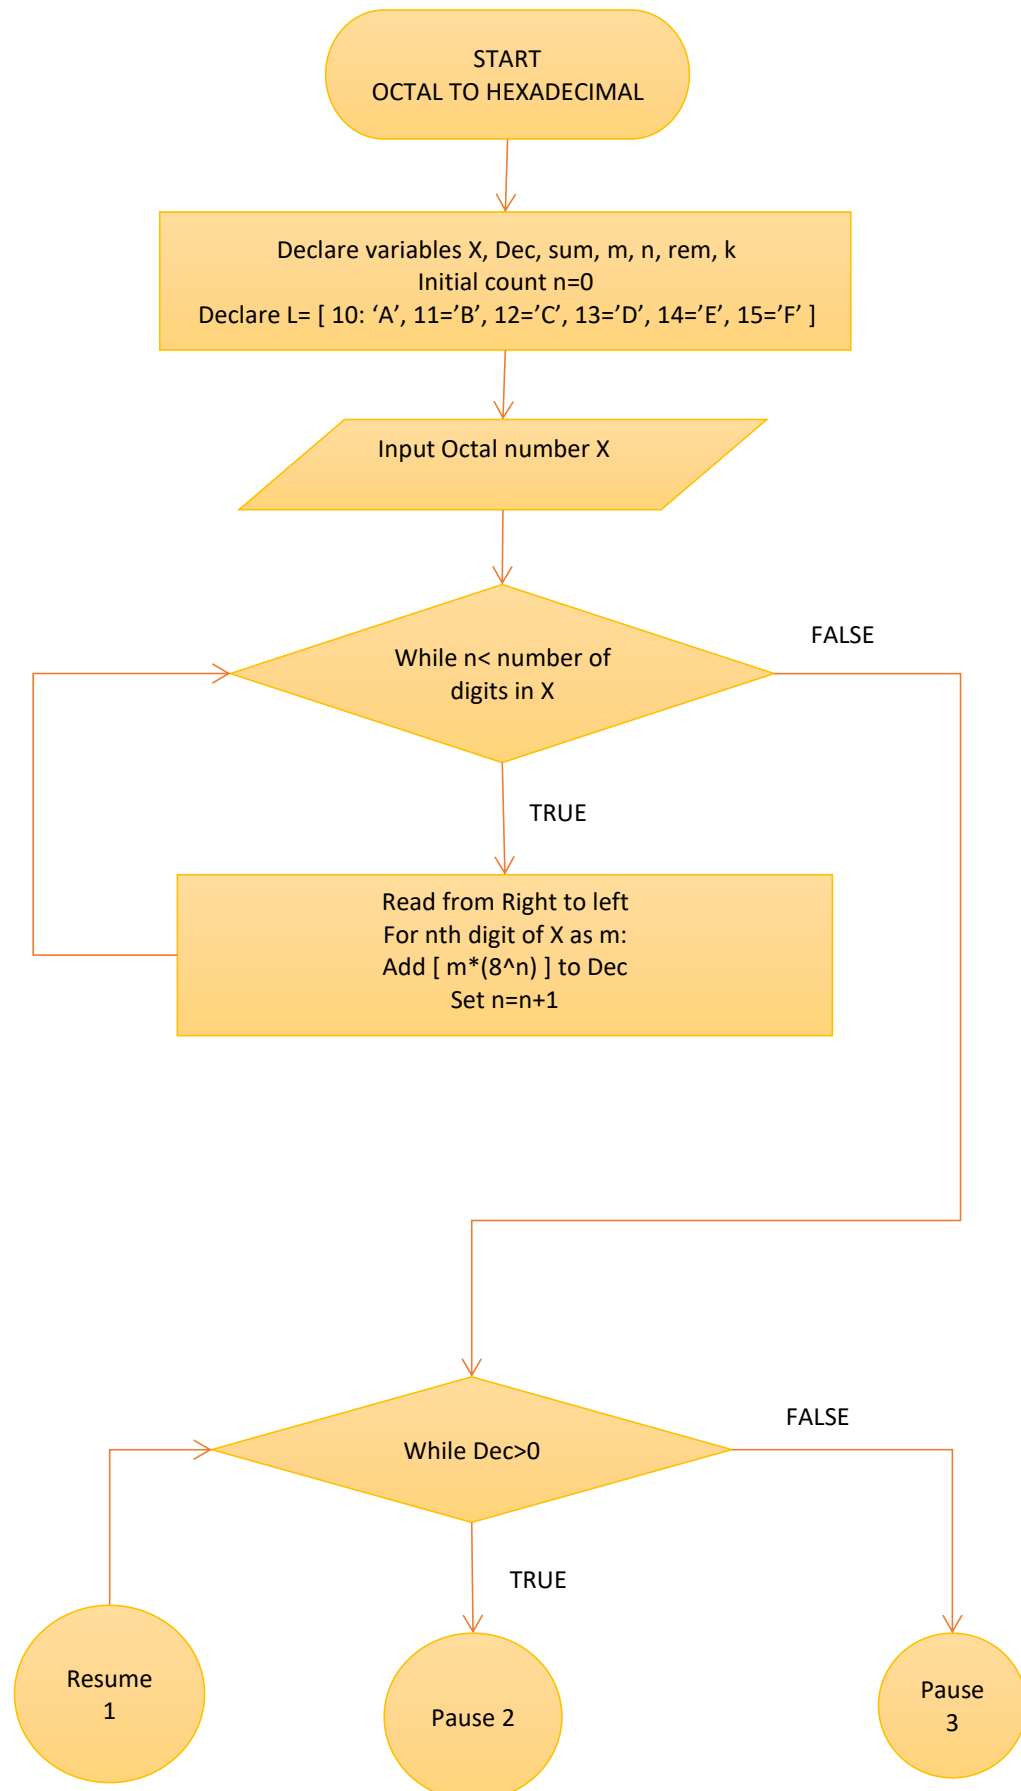 START
OCTAL TO HEXADECIMAL
Declare variables X, Dec, sum, m, n, rem, k
Initial count n=0
Declare L= [ 10: ‘A’, 11=’B’, 12=’C’, 13=’D’, 14=’E’, 15=’F’ ]
Input Octal number X
While n< number of
digits in X
FALSE
TRUE
Read from Right to left
For nth digit of X as m:
Add [ m*(8^n) ] to Dec
Set n=n+1
While Dec>0
FALSE
TRUE
Resume
1
Pause 2
Pause
3